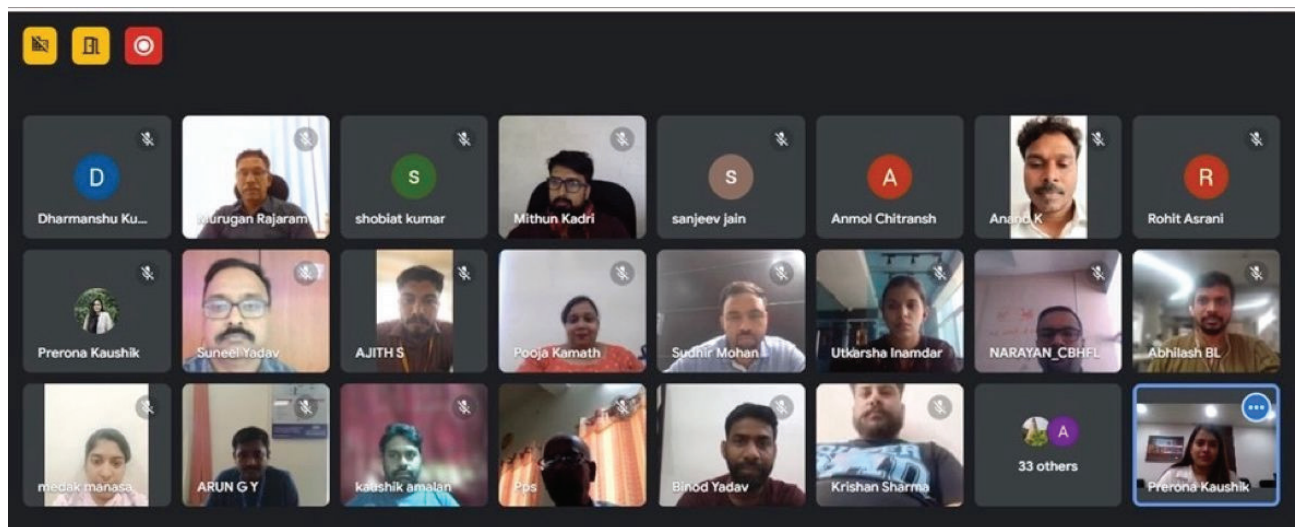 D
Dharmanshu Ku...
Murugan Rajaram
S
shobiat kumar
Mithun Kadri
S
sanjeev jain
A
Anmol Chitransh
Anand K
R
Rohit Asrani
Prerona Kaushik
Suneel Yadav
AJITH S
Pooja Kamath
Sudhir Mohan
Utkarsha Inamdar
NARAYAN_CBHFL
Abhilash BL
medak manasa
ARUN G Y
kaushik amalan
Pps
Binod Yadav
Krishan Sharma
A
33 others
Prerona Kaushik